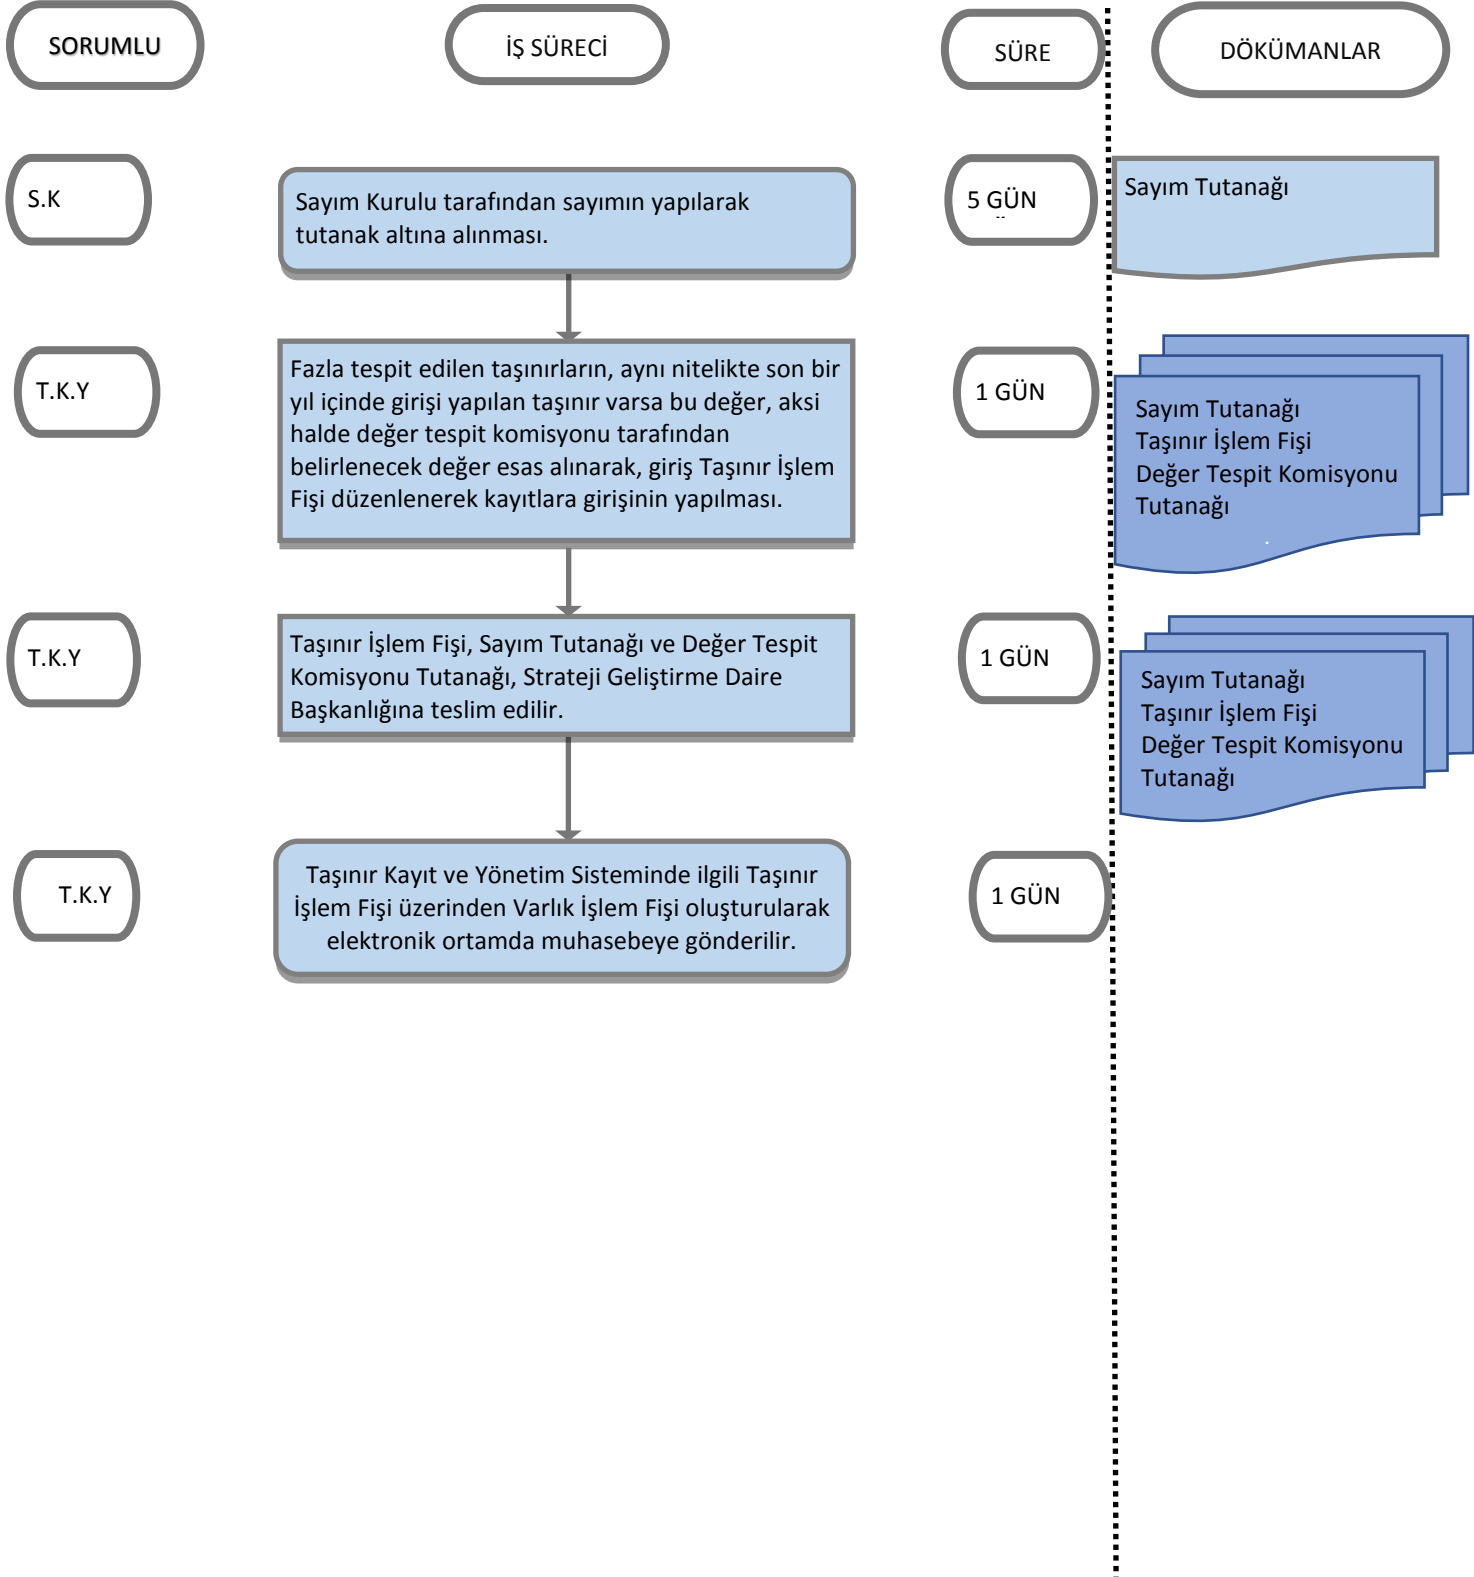 SORUMLU
İŞ SÜRECİ
SÜRE
DÖKÜMANLAR
S.K
Sayım Kurulu tarafından sayımın yapılarak
tutanak altına alınması.
5 GÜN
Sayım Tutanağı
T.K.Y
Fazla tespit edilen taşınırların, aynı nitelikte son bir
yıl içinde girişi yapılan taşınır varsa bu değer, aksi
halde değer tespit komisyonu tarafından
belirlenecek değer esas alınarak, giriş Taşınır İşlem
Fişi düzenlenerek kayıtlara girişinin yapılması.
1 GÜN
Sayım Tutanağı
Taşınır İşlem Fişi
Değer Tespit Komisyonu
Tutanağı
.
T.K.Y
Taşınır İşlem Fişi, Sayım Tutanağı ve Değer Tespit
Komisyonu Tutanağı, Strateji Geliştirme Daire
Başkanlığına teslim edilir.
1 GÜN
Sayım Tutanağı
Taşınır İşlem Fişi
Değer Tespit Komisyonu
Tutanağı
T.K.Y
Taşınır Kayıt ve Yönetim Sisteminde ilgili Taşınır
İşlem Fişi üzerinden Varlık İşlem Fişi oluşturularak
elektronik ortamda muhasebeye gönderilir.
1 GÜN